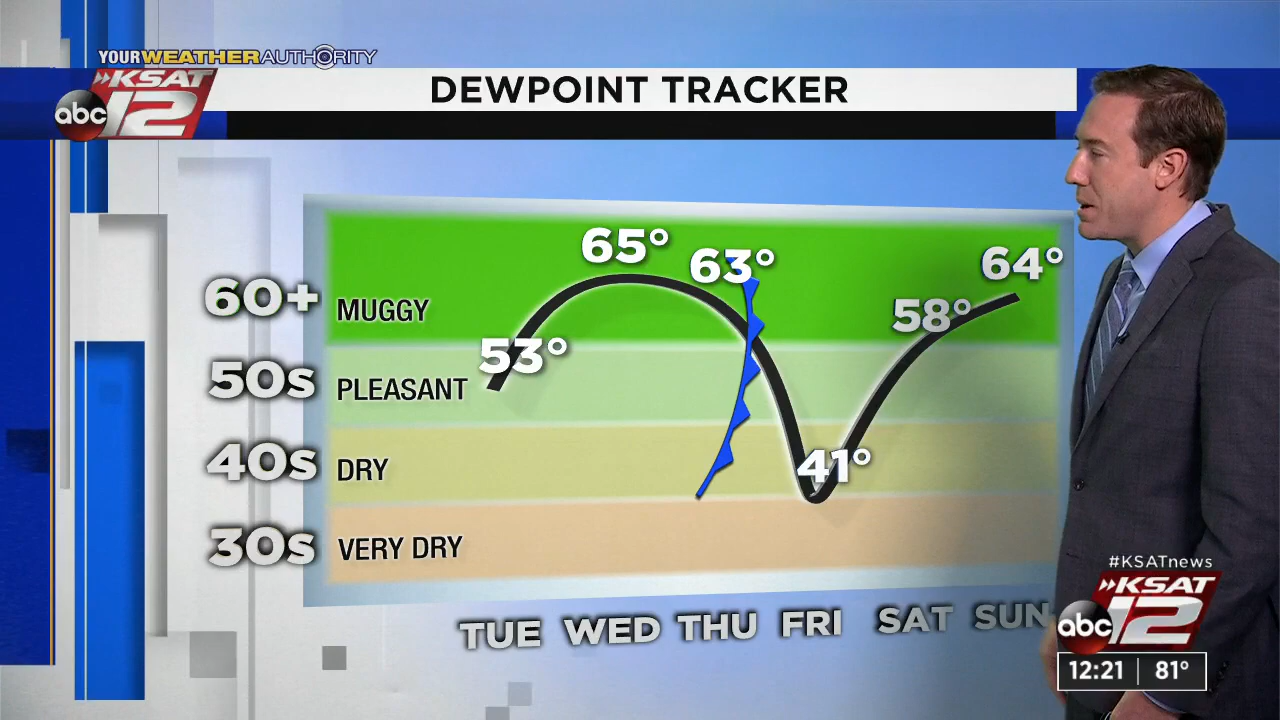 YOURWEATHERAUTHORITY
KSAT
abc 12
DEWPOINT TRACKER
65°
63°
64°
60+ MUGGY
58°
53°
50s PLEASANT
40s DRY
41°
30s VERY DRY
#KSATnews
KSAT
abc 12
TUE WED THU FRI SAT SUN
12:21 81°